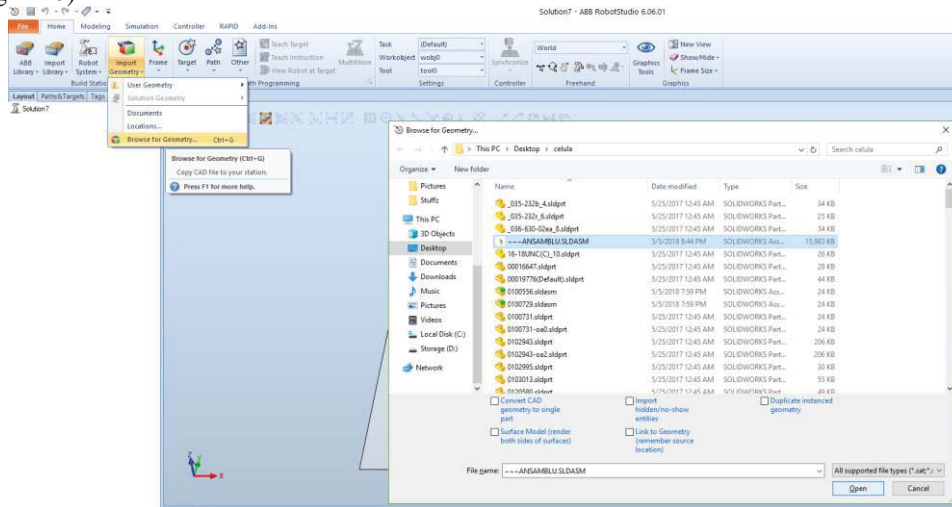 Solution7 - ABB RobotStudio 6.06.01
File Home Modeling Simulation Controller RAPID Add-Ins
ABB Library
Import Library
Robot System
Import Geometry
Frame
Target
Path
Other
Teach Target
Teach Instruction
View Robot at Target
MultiMove
Task (Default)
Workobject wobj0
Tool tool0
Synchronize
World
Graphics Tools
New View
Show/Hide
Frame Size
Build Statio
th Programming
Settings
Controller
Freehand
Graphics
Layout Paths&Targets Tags
Solution7
User Geometry
Solution Geometry
Documents
Locations...
Browse for Geometry... Ctrl+G
Browse for Geometry (Ctrl+G)
Copy CAD file to your station.
Press F1 for more help.
Browse for Geometry...
This PC > Desktop > celula
Search celula
Organize New folder
Pictures
Stuffz
This PC
3D Objects
Desktop
Documents
Downloads
Music
Pictures
Videos
Local Disk (C:)
Storage (D:)
Network
Name Date modified Type Size
_035-232b_4.sldprt 5/25/2017 12:45 AM SOLIDWORKS Part... 34 KB
_035-232r_6.sldprt 5/25/2017 12:45 AM SOLIDWORKS Part... 25 KB
_036-630-02ea_8.sldprt 5/25/2017 12:45 AM SOLIDWORKS Part... 34 KB
~~~ANSAMBLU.SLDASM 5/5/2018 8:44 PM SOLIDWORKS Ass... 15,903 KB
16-18UNC(C)_10.sldprt 5/25/2017 12:45 AM SOLIDWORKS Part... 26 KB
00016647.sldprt 5/25/2017 12:45 AM SOLIDWORKS Part... 28 KB
00019776(Default).sldprt 5/25/2017 12:45 AM SOLIDWORKS Part... 44 KB
0100556.sldasm 5/5/2018 7:59 PM SOLIDWORKS Ass... 24 KB
0100729.sldasm 5/5/2018 7:59 PM SOLIDWORKS Ass... 24 KB
0100731.sldprt 5/25/2017 12:45 AM SOLIDWORKS Part... 24 KB
0100731-oa0.sldprt 5/25/2017 12:45 AM SOLIDWORKS Part... 24 KB
0102943.sldprt 5/25/2017 12:45 AM SOLIDWORKS Part... 206 KB
0102943-oa2.sldprt 5/25/2017 12:45 AM SOLIDWORKS Part... 206 KB
0102995.sldprt 5/25/2017 12:45 AM SOLIDWORKS Part... 30 KB
0103013.sldprt 5/25/2017 12:45 AM SOLIDWORKS Part... 55 KB
0120580.sldprt 5/25/2017 12:45 AM SOLIDWORKS Part... 49 KB
Convert CAD geometry to single part
Import hidden/no-show entities
Duplicate instanced geometry
Surface Model (render both sides of surfaces)
Link to Geometry (remember source location)
File name: ~~~ANSAMBLU.SLDASM
All supported file types (*.sat;*.
Open Cancel
Z
Y
X